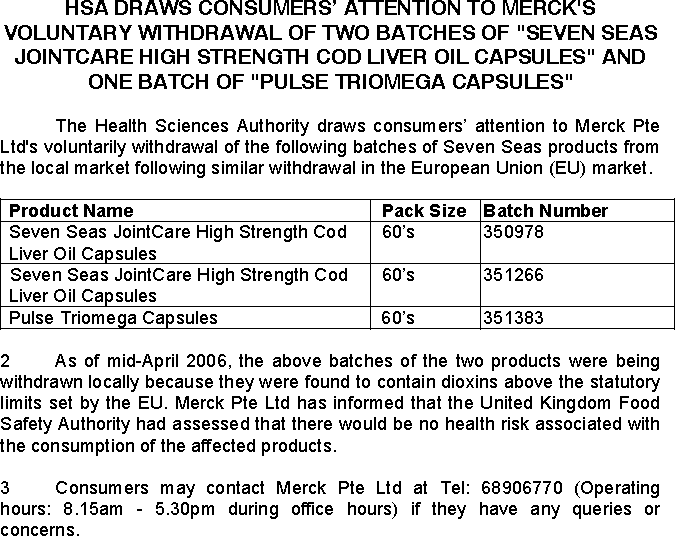 HSA DRAWS CONSUMERS’ ATTENTION TO MERCK'S
VOLUNTARY WITHDRAWAL OF TWO BATCHES OF "SEVEN SEAS
JOINTCARE HIGH STRENGTH COD LIVER OIL CAPSULES" AND
ONE BATCH OF "PULSE TRIOMEGA CAPSULES"
The Health Sciences Authority draws consumers’ attention to Merck Pte
Ltd's voluntarily withdrawal of the following batches of Seven Seas products from
the local market following similar withdrawal in the European Union (EU) market.
Product Name Pack Size Batch Number
Seven Seas JointCare High Strength Cod 60’s 350978
Liver Oil Capsules
Seven Seas JointCare High Strength Cod 60’s 351266
Liver Oil Capsules
Pulse Triomega Capsules 60’s 351383
2 As of mid-April 2006, the above batches of the two products were being
withdrawn locally because they were found to contain dioxins above the statutory
limits set by the EU. Merck Pte Ltd has informed that the United Kingdom Food
Safety Authority had assessed that there would be no health risk associated with
the consumption of the affected products.
3 Consumers may contact Merck Pte Ltd at Tel: 68906770 (Operating
hours: 8.15am - 5.30pm during office hours) if they have any queries or
concerns.